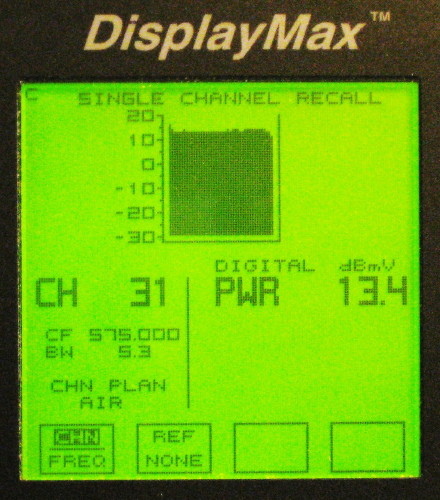 DisplayMax™
C SINGLE CHANNEL RECALL
20
10
0
-10
-20
-30
DIGITAL dBmV
CH 31 PWR 13.4
CF 575.000
BW 5.3
CHN PLAN
AIR
CHN REF
FREQ NONE